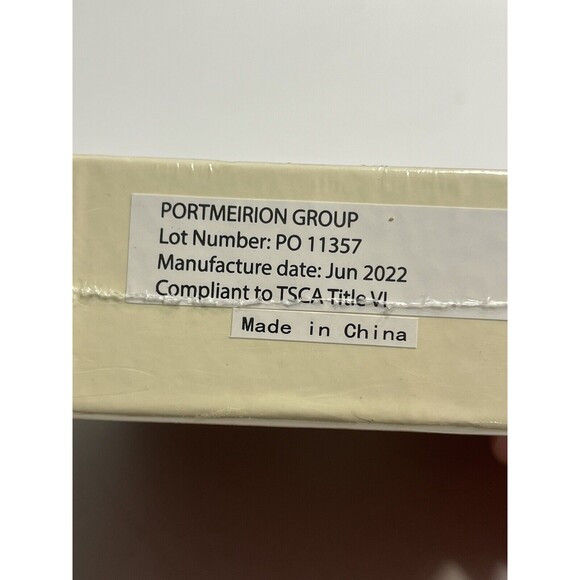 PORTMEIRION GROUP
Lot Number: PO 11357
Manufacture date: Jun 2022
Compliant to TSCA Title VI
Made in China